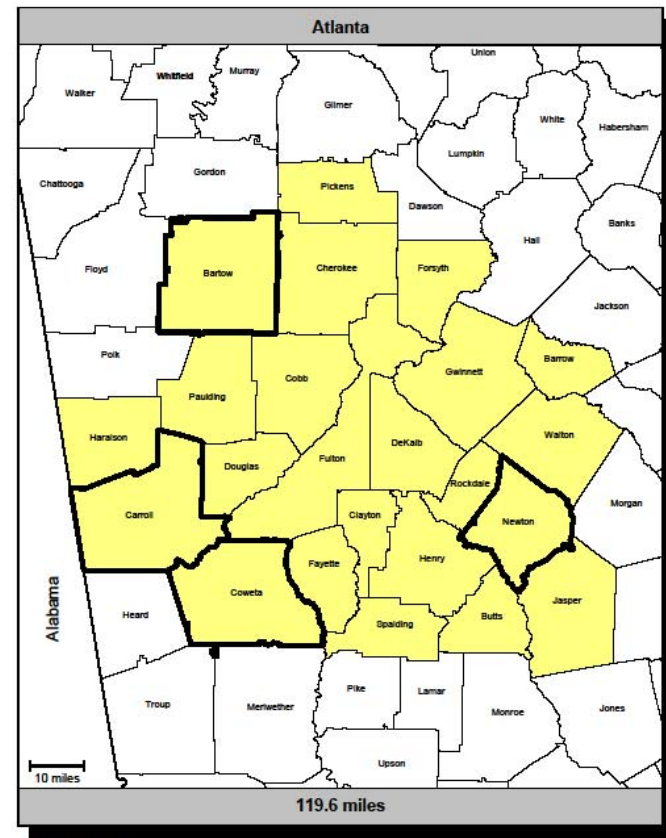 Atlanta
Union
Whitfield
Murray
Walker
Gilmer
White
Habersham
Lumpkin
Gordon
Chattooga
Pickens
Dawson
Banks
Hall
Floyd
Bartow
Cherokee
Forsyth
Jackson
Polk
Barrow
Gwinnett
Cobb
Paulding
Walton
Haralson
DeKalb
Fulton
Douglas
Rockdale
Morgan
Carroll
Clayton
Newton
Henry
Fayette
Coweta
Jasper
Heard
Butts
Spalding
Alabama
Pike
Lamar
Troup
Meriwether
Monroe
Jones
Upson
10 miles
119.6 miles